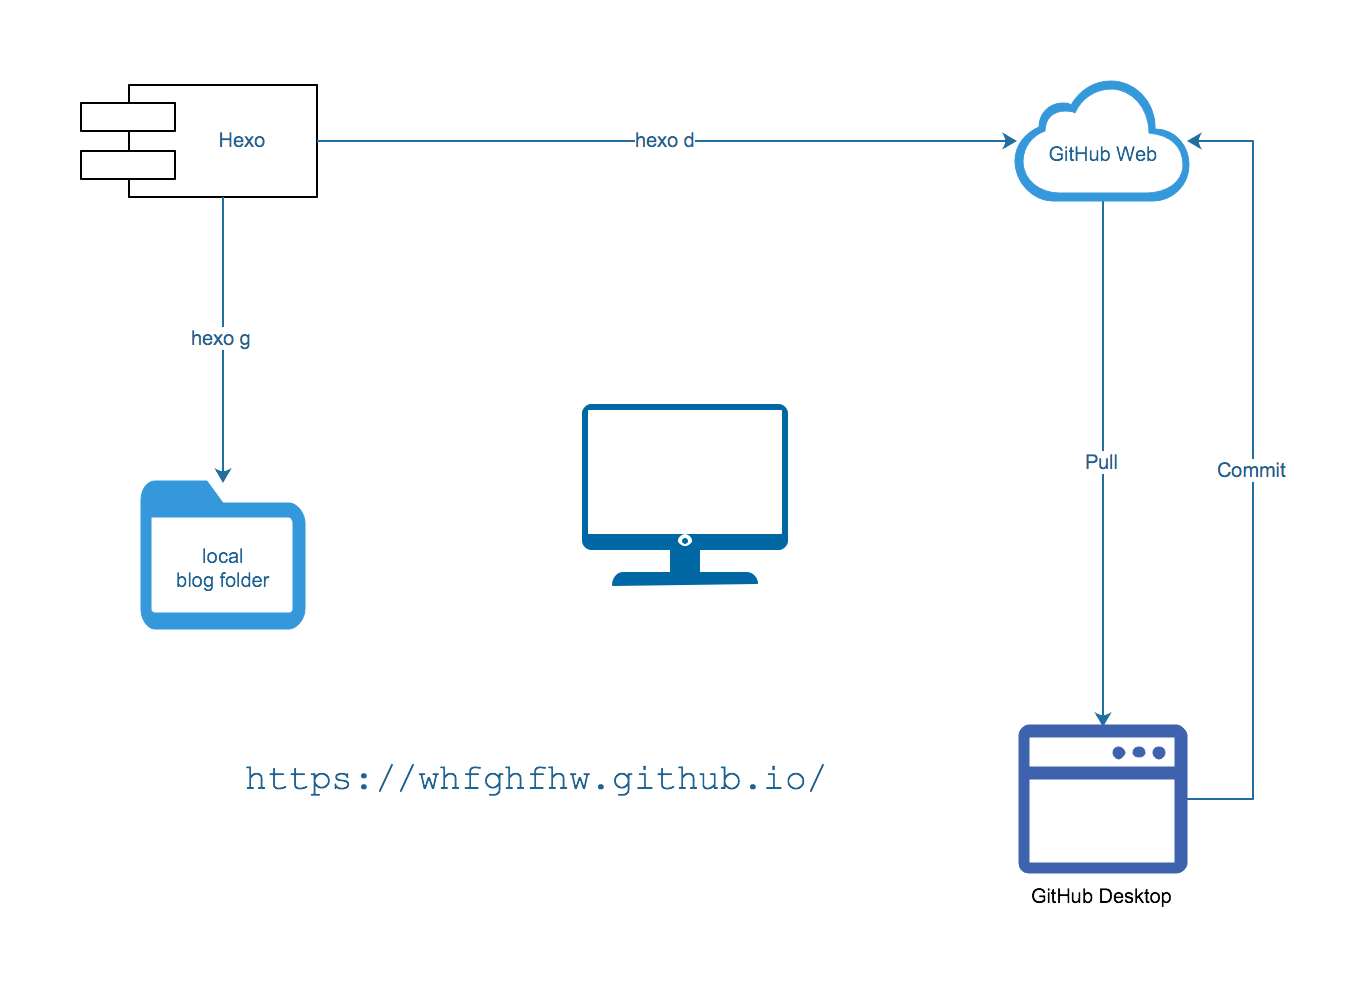 Hexo
hexo d
GitHub Web
hexo g
Pull
Commit
local
blog folder
https://whfghfhw.github.io/
GitHub Desktop